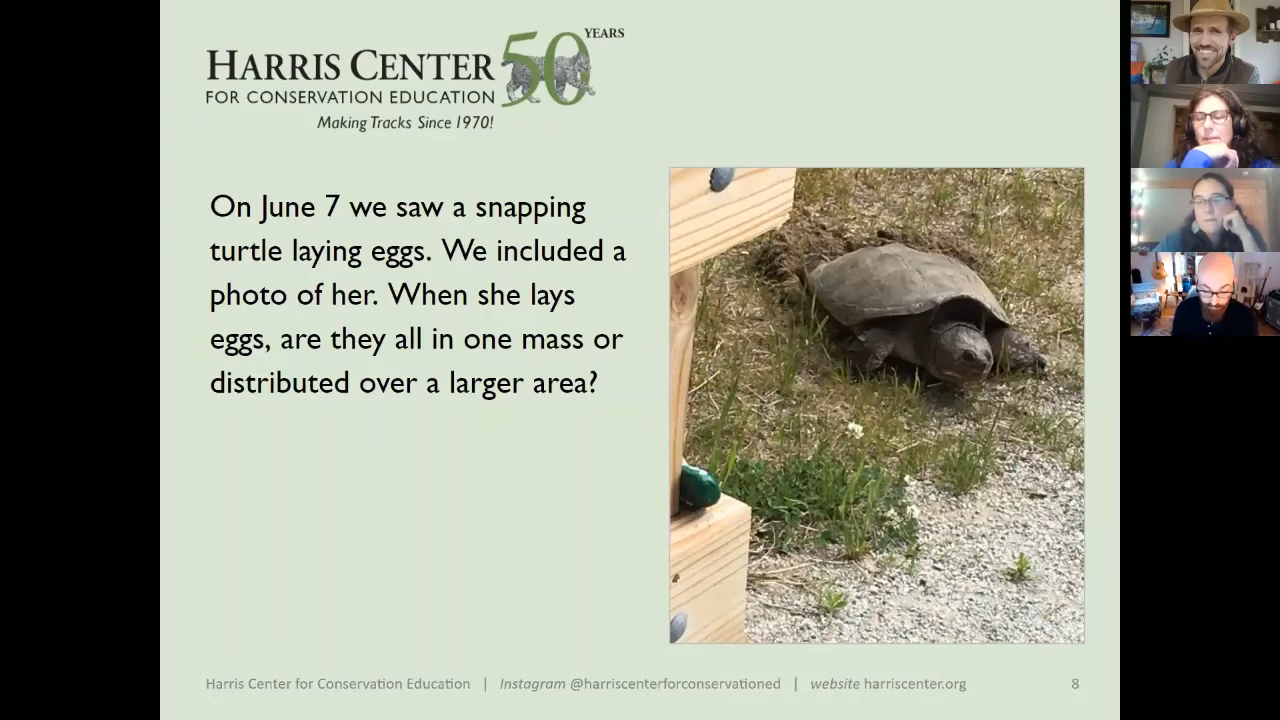 HARRIS CENTER 50 YEARS
FOR CONSERVATION EDUCATION
Making Tracks Since 1970!
On June 7 we saw a snapping
turtle laying eggs. We included a
photo of her. When she lays
eggs, are they all in one mass or
distributed over a larger area?
Harris Center for Conservation Education | Instagram @harriscenterforconservationed | website harriscenter.org 8